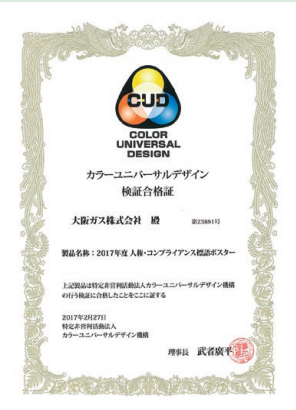 CUD
COLOR
UNIVERSAL
DESIGN
カラーユニバーサルデザイン
検証合格証
大阪ガス株式会社 殿 第23891号
製品名称：2017年度 人権・コンプライアンス標語ポスター
上記製品は特定非営利活動法人カラーユニバーサルデザイン機構
の行う検証に合格したことをここに証する
2017年2月27日
特定非営利活動法人
カラーユニバーサルデザイン機構
理事長 武者廣平